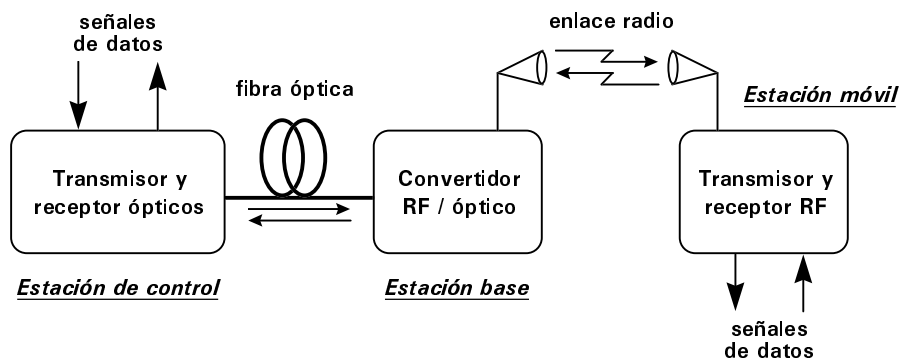 señales
de datos
fibra óptica
enlace radio
Estación móvil
Transmisor y
receptor ópticos
Convertidor
RF / óptico
Transmisor y
receptor RF
Estación de control
Estación base
señales
de datos